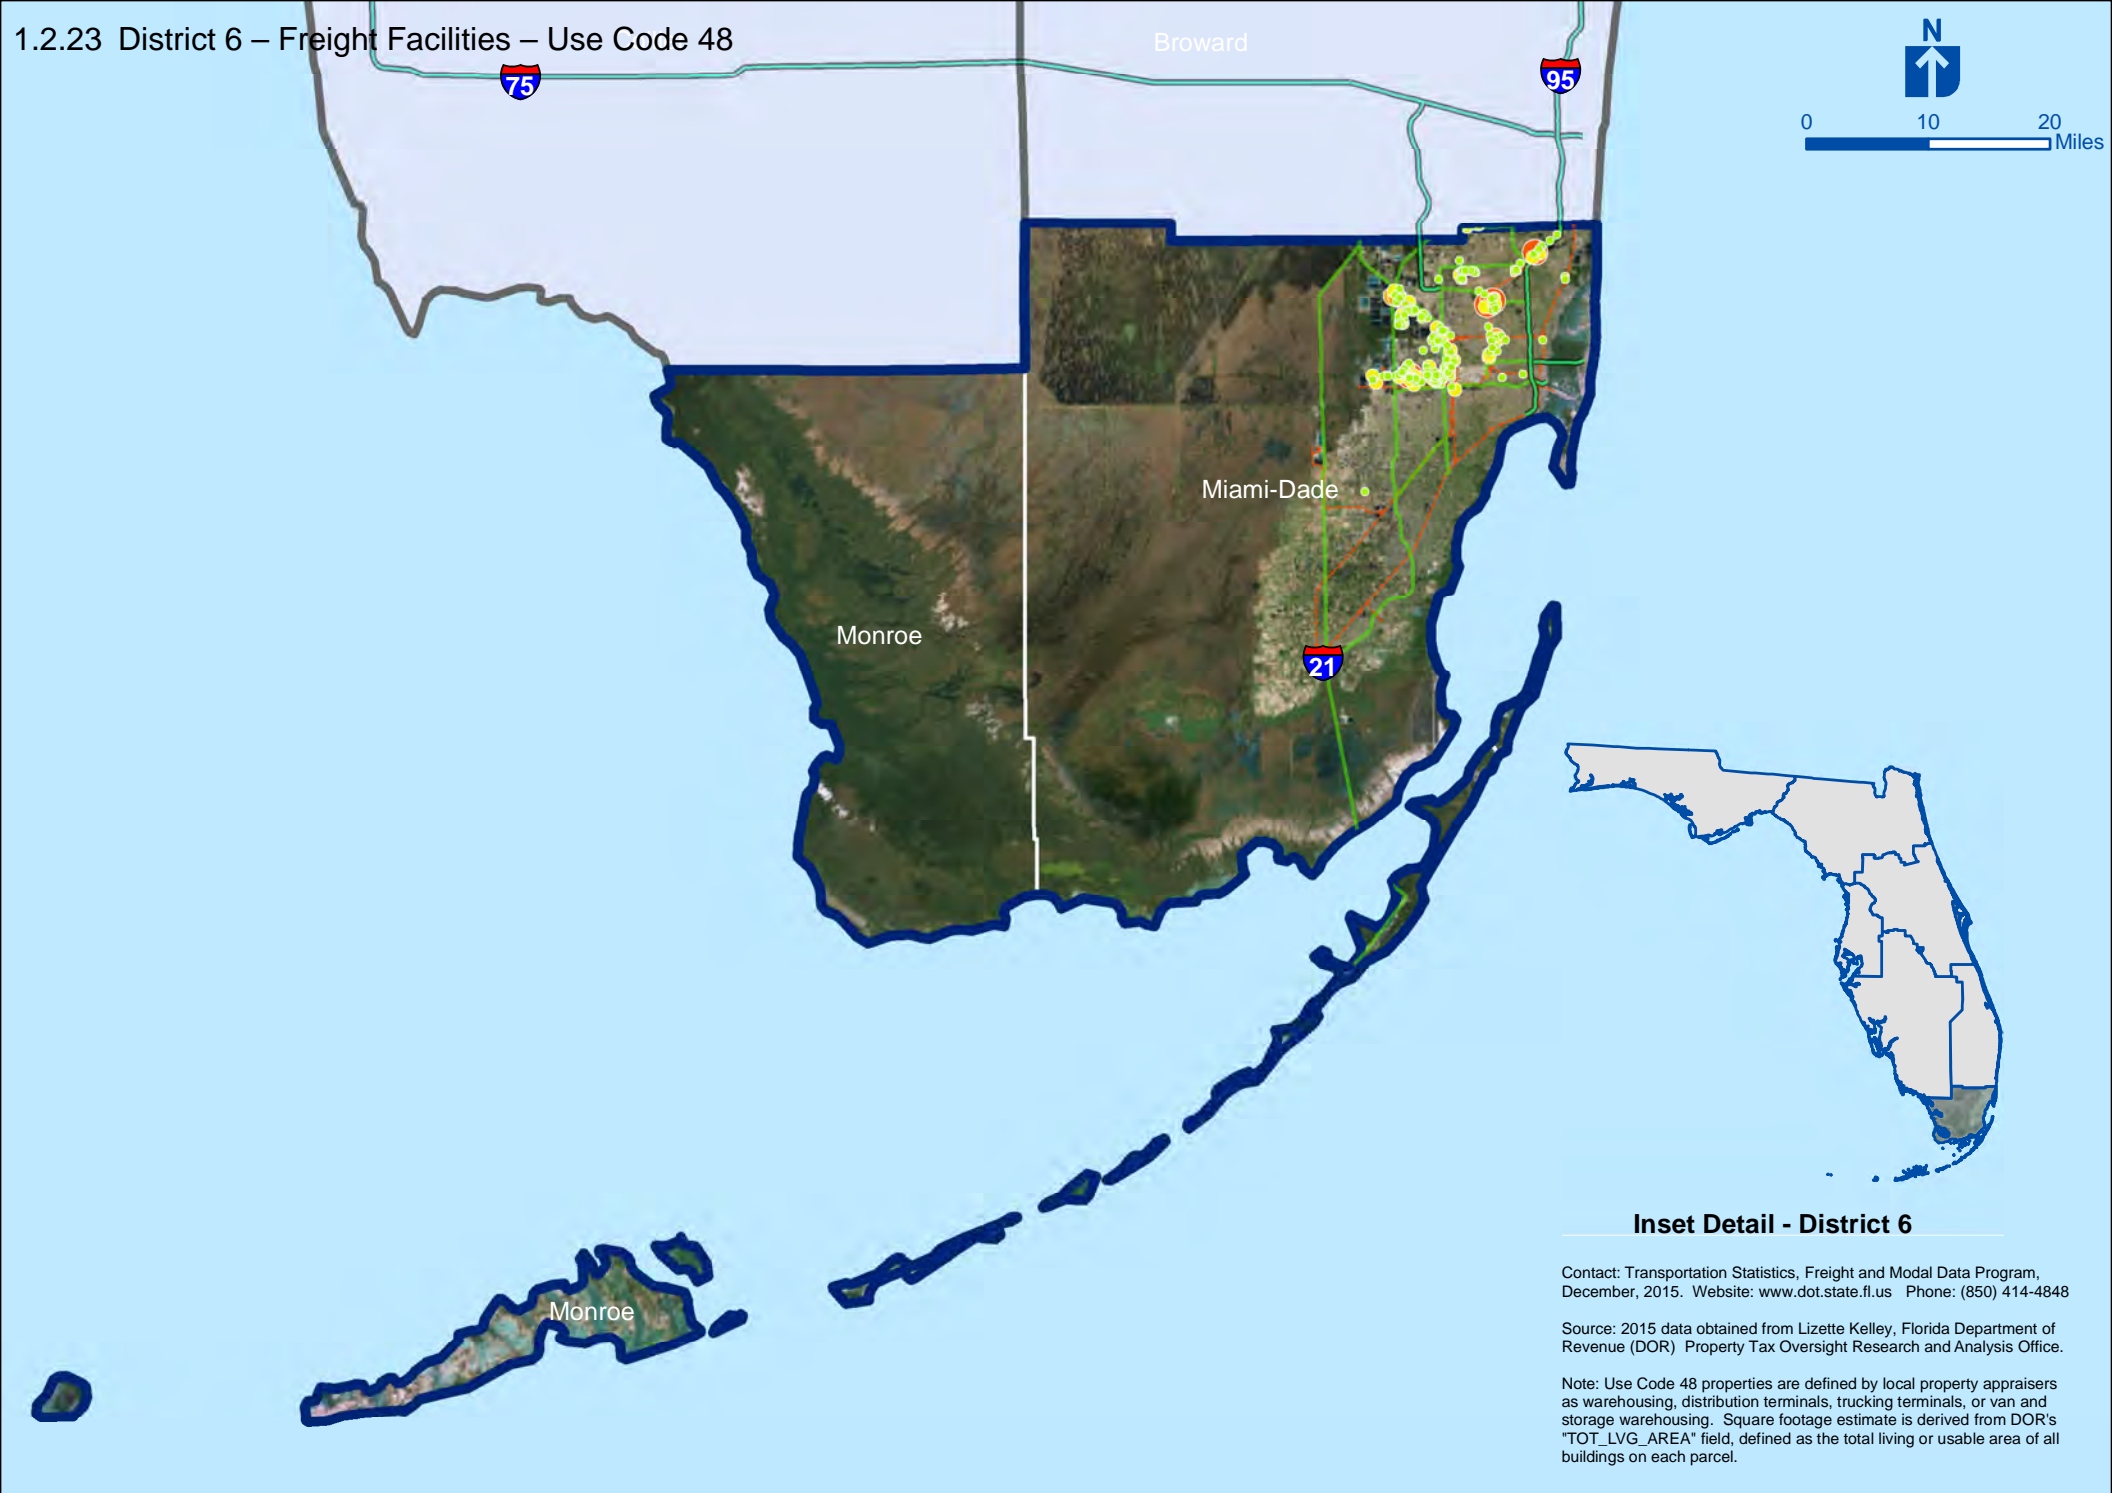 1.2.23 District 6 – Freight Facilities – Use Code 48
Broward
N
75
95
0 10 20
Miles
Miami-Dade
Monroe
21
Monroe
Inset Detail - District 6
Contact: Transportation Statistics, Freight and Modal Data Program,
December, 2015. Website: www.dot.state.fl.us Phone: (850) 414-4848
Source: 2015 data obtained from Lizette Kelley, Florida Department of
Revenue (DOR) Property Tax Oversight Research and Analysis Office.
Note: Use Code 48 properties are defined by local property appraisers
as warehousing, distribution terminals, trucking terminals, or van and
storage warehousing. Square footage estimate is derived from DOR's
"TOT_LVG_AREA" field, defined as the total living or usable area of all
buildings on each parcel.